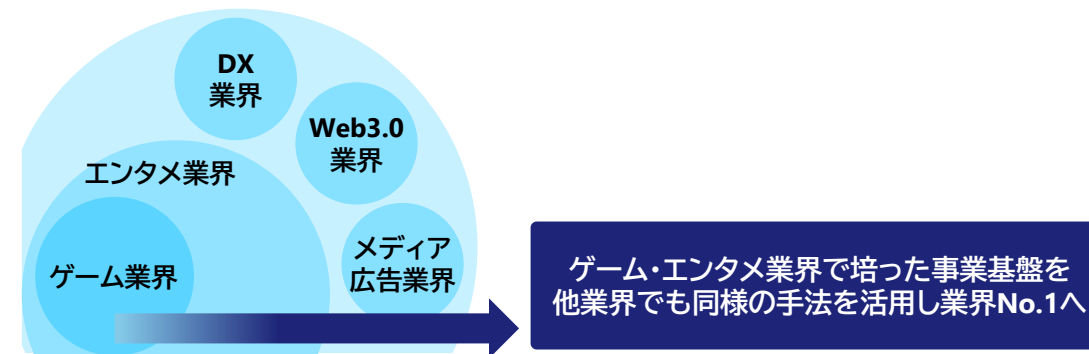 DX
業界
Web3.0
業界
エンタメ業界
メディア
広告業界
ゲーム業界
ゲーム・エンタメ業界で培った事業基盤を
他業界でも同様の手法を活用し業界No.1へ